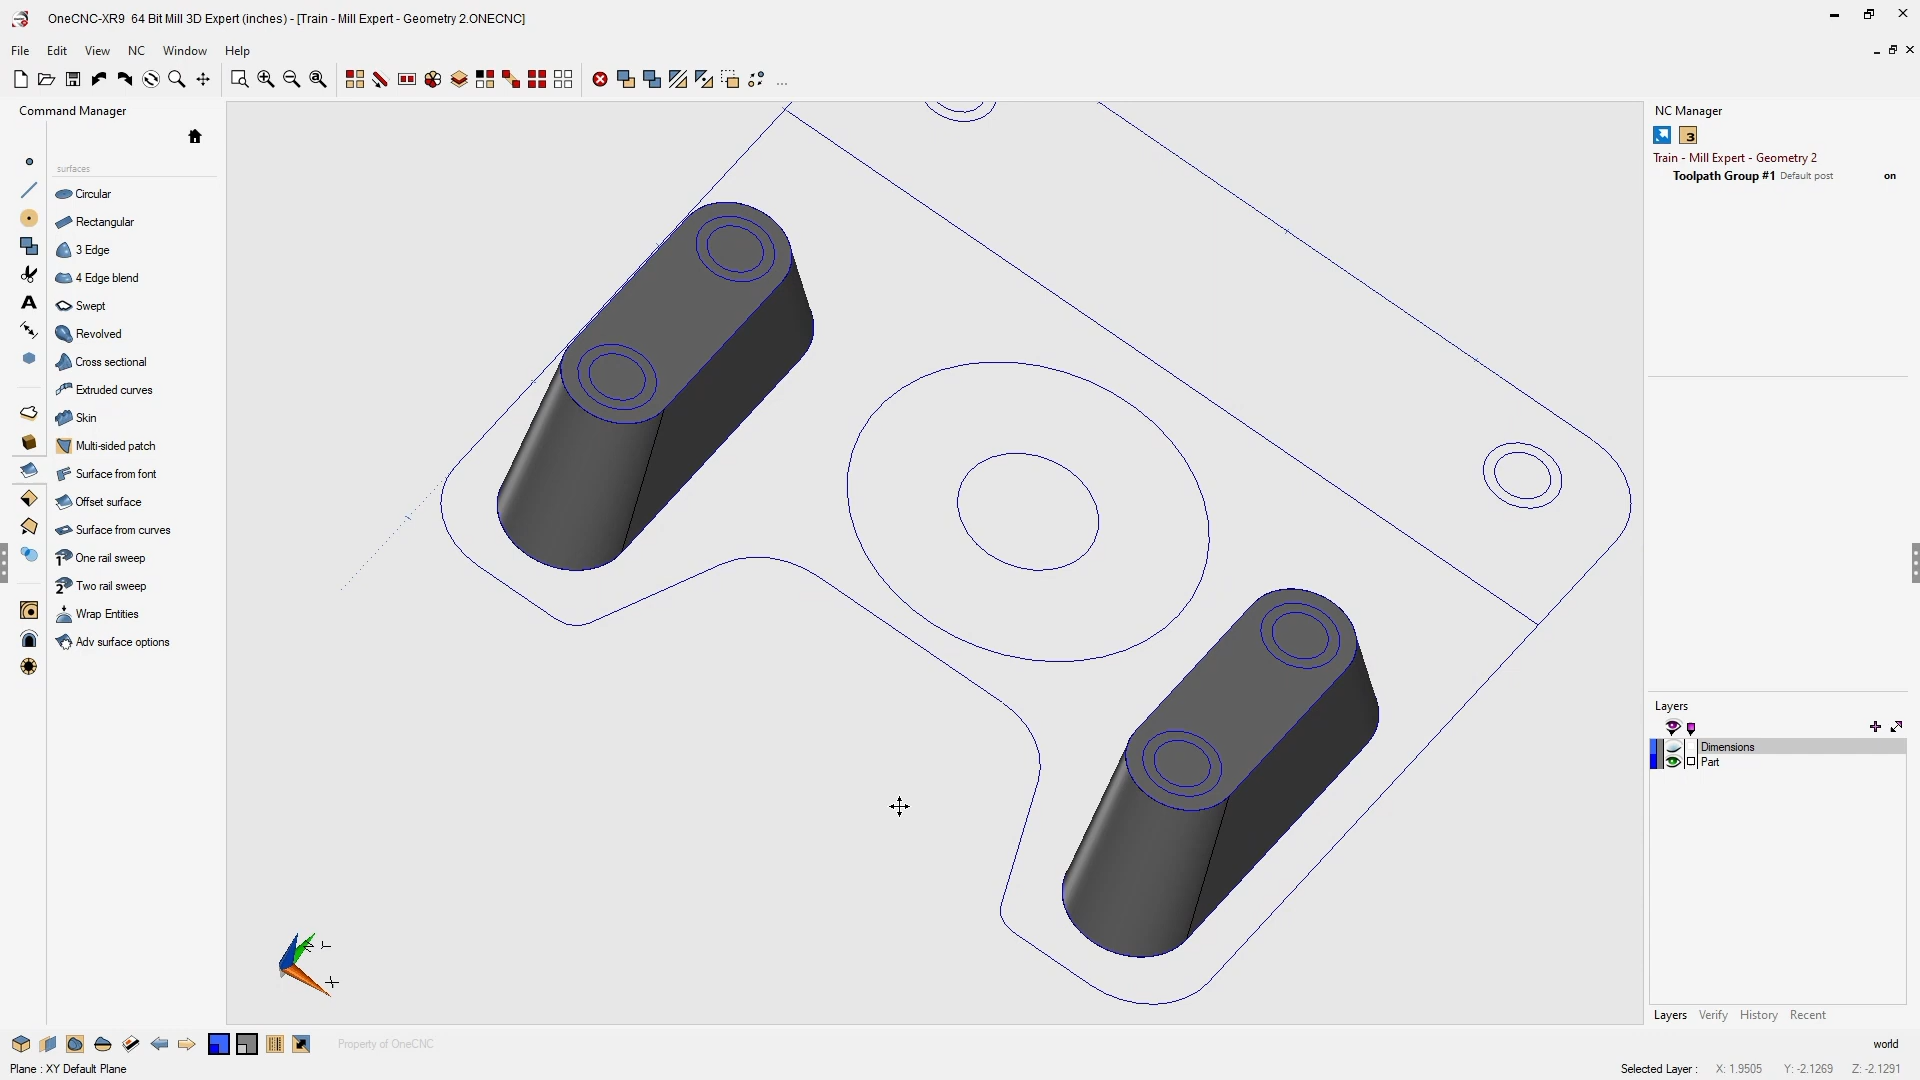 OneCNC-XR9 64 Bit Mill 3D Expert (inches) - [Train - Mill Expert - Geometry 2.ONECNC]
File Edit View NC Window Help
Command Manager
surfaces
Circular
Rectangular
3 Edge
4 Edge blend
Swept
Revolved
Cross sectional
Extruded curves
Skin
Multi-sided patch
Surface from font
Offset surface
Surface from curves
One rail sweep
Two rail sweep
Wrap Entities
Adv surface options
NC Manager
3
Train - Mill Expert - Geometry 2
Toolpath Group #1 Default post on
Layers
Dimensions
Part
Layers Verify History Recent
Property of OneCNC
world
Plane : XY Default Plane
Selected Layer : X: 1.9505 Y: -2.1269 Z: -2.1291